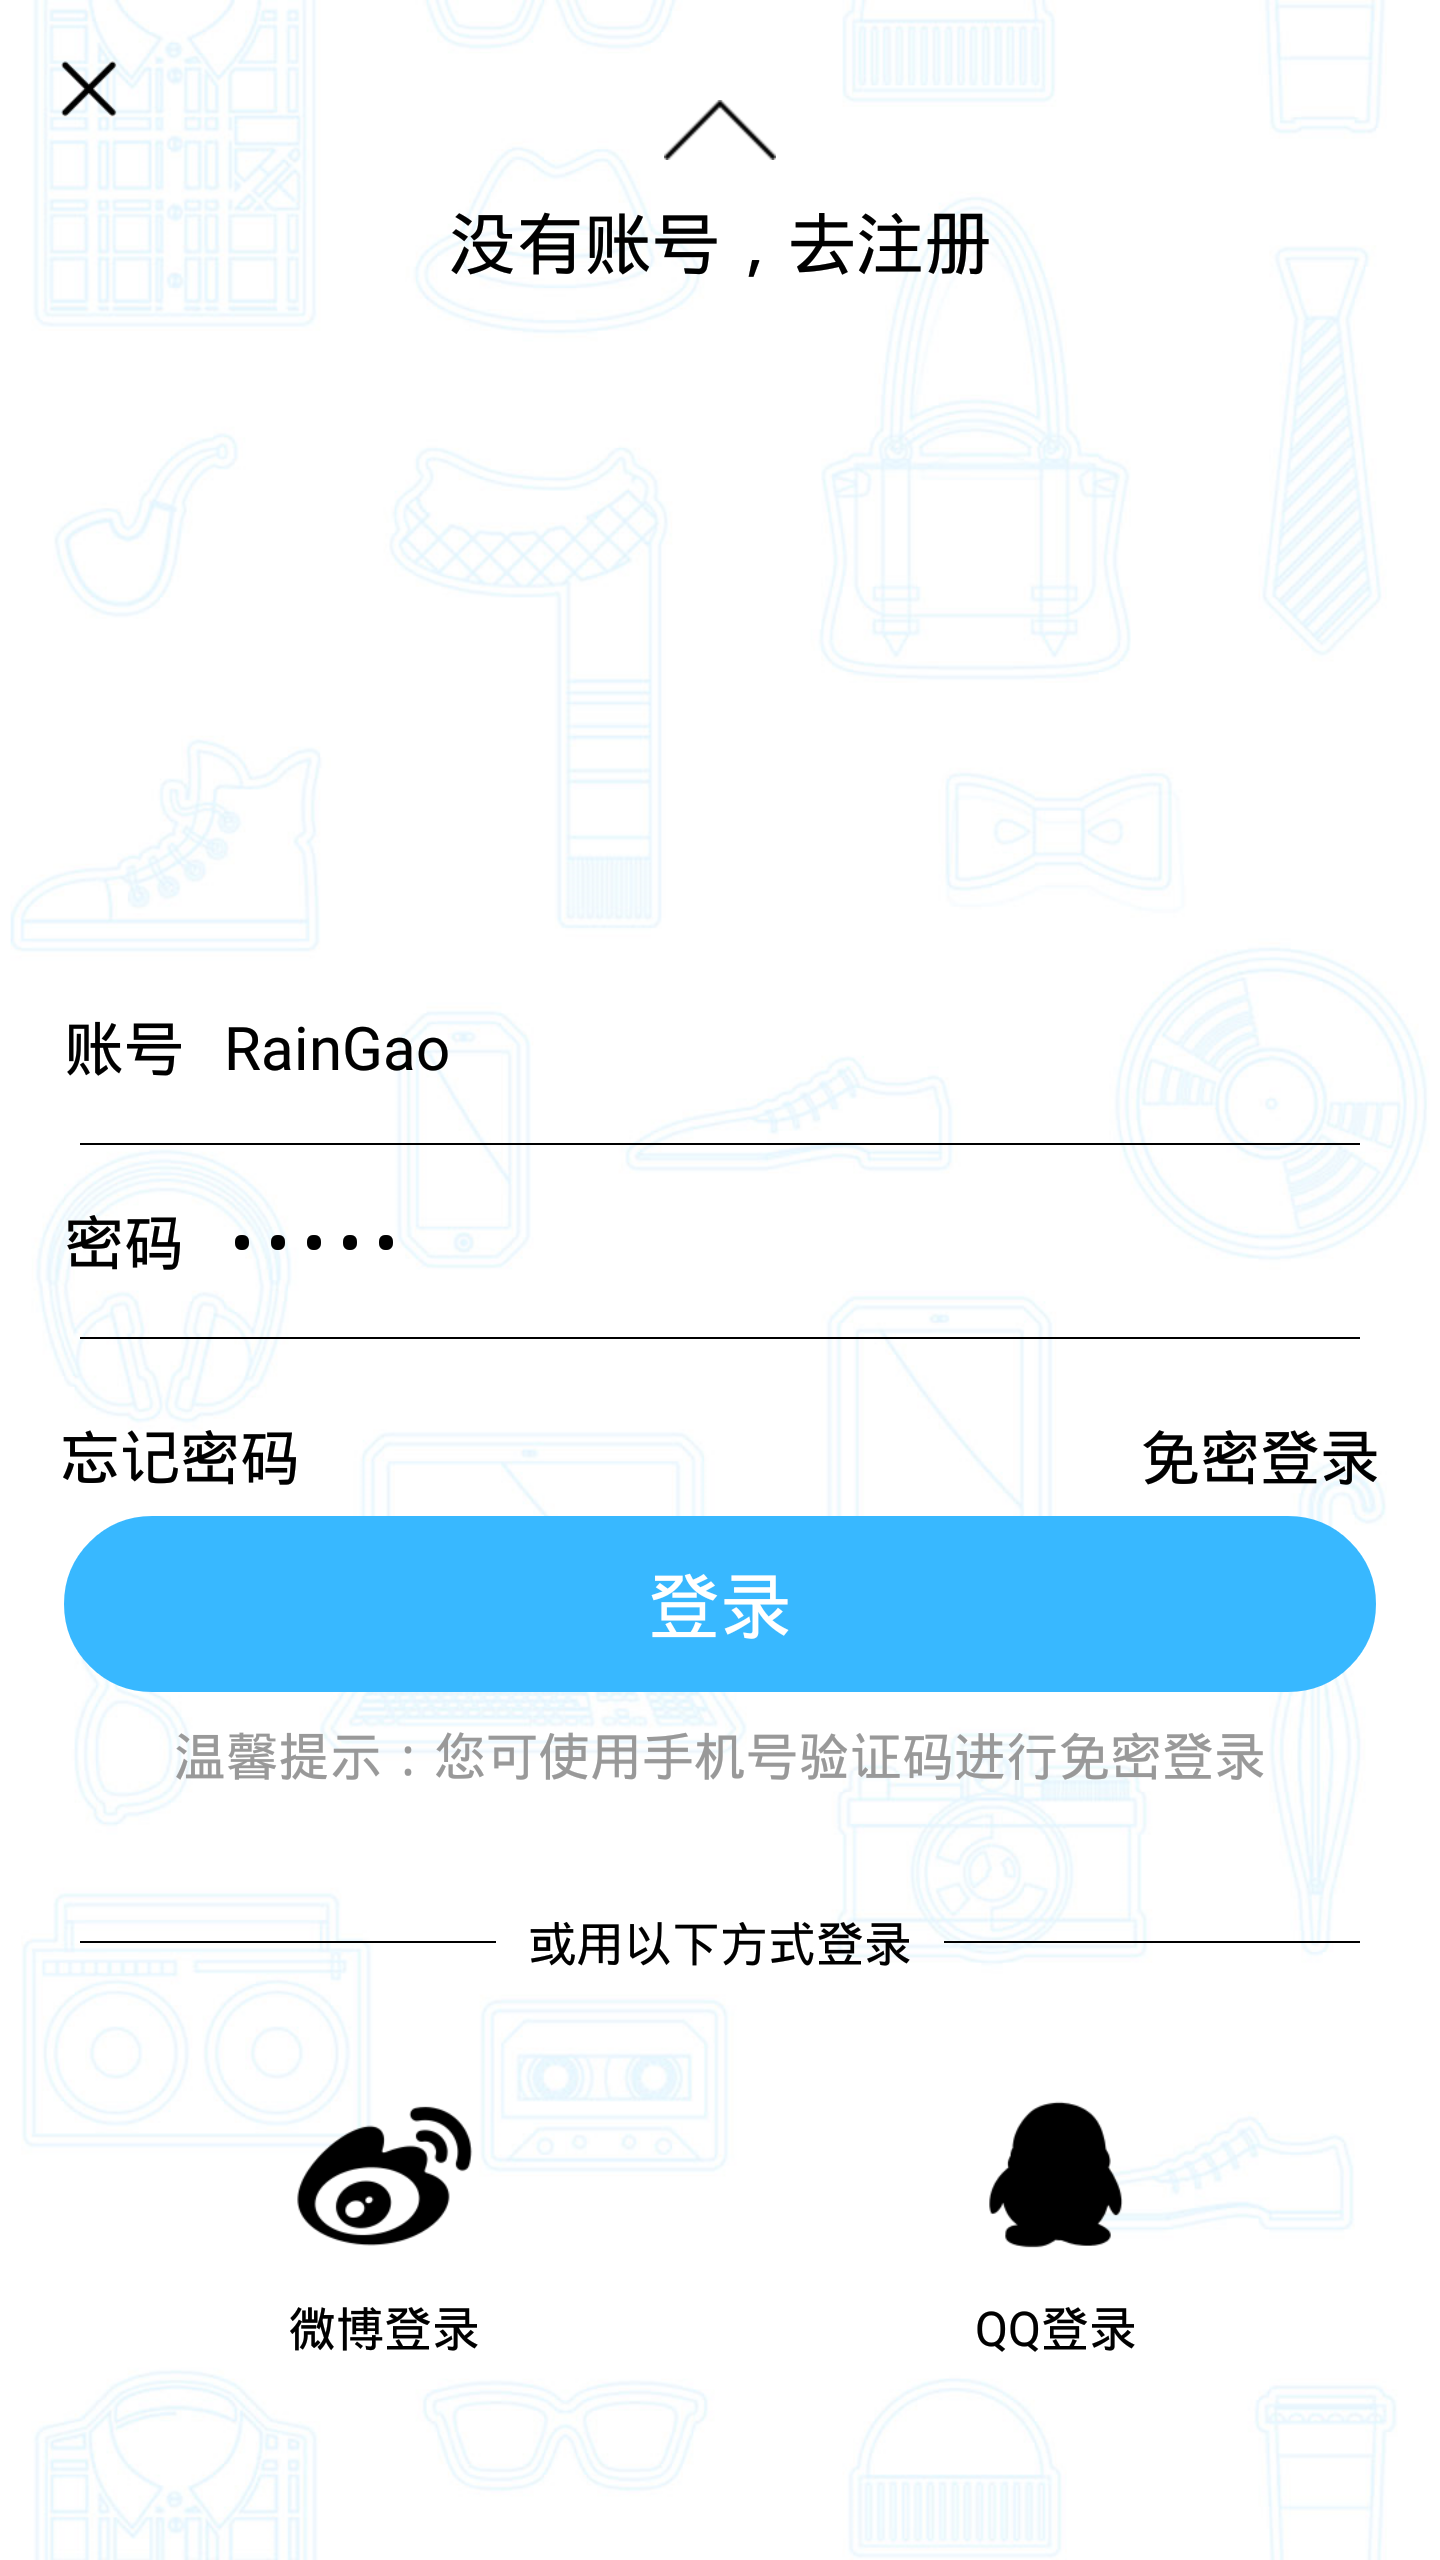 没有账号，去注册
账号 RainGao
密码 •••••
忘记密码 免密登录
登录
温馨提示：您可使用手机号验证码进行免密登录
或用以下方式登录
微博登录 QQ登录